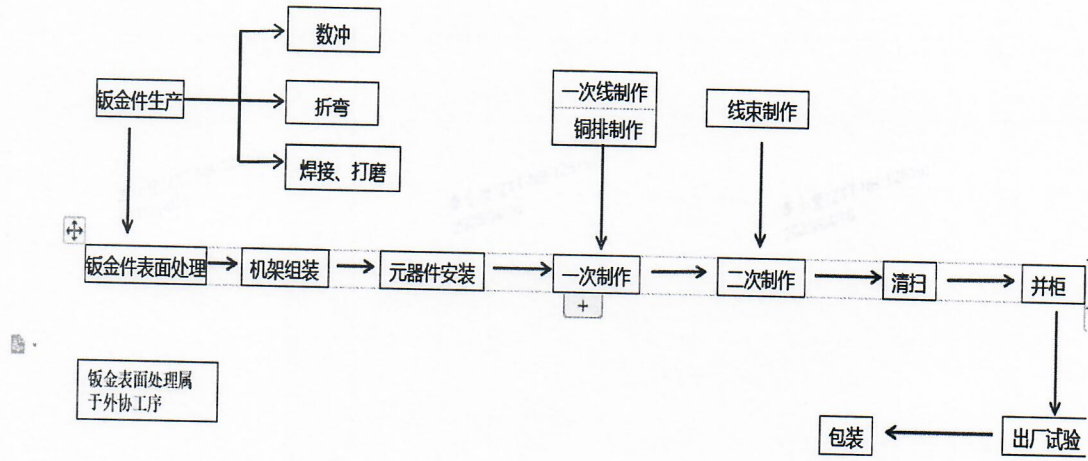 数冲
钣金件生产
折弯
焊接、打磨
一次线制作
铜排制作
线束制作
钣金件表面处理
机架组装
元器件安装
一次制作
二次制作
清扫
并柜
钣金表面处理属
于外协工序
包装
出厂试验